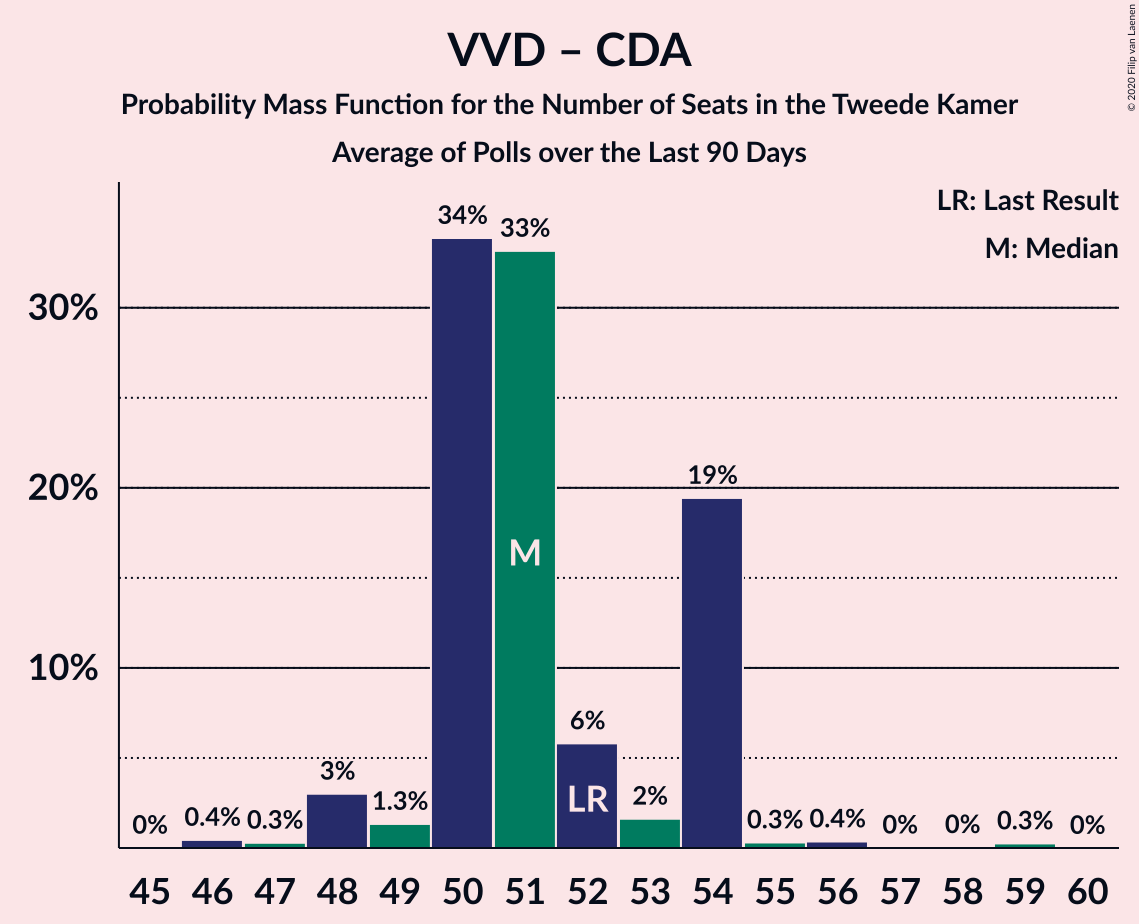 VVD – CDA
Probability Mass Function for the Number of Seats in the Tweede Kamer
Average of Polls over the Last 90 Days
© 2020 Filip van Laenen
LR: Last Result
M: Median
30%
20%
10%
0%
0.4%
0.3%
3%
1.3%
34%
33%
6%
2%
19%
0.3%
0.4%
0%
0%
0.3%
0%
M
LR
45 46 47 48 49 50 51 52 53 54 55 56 57 58 59 60